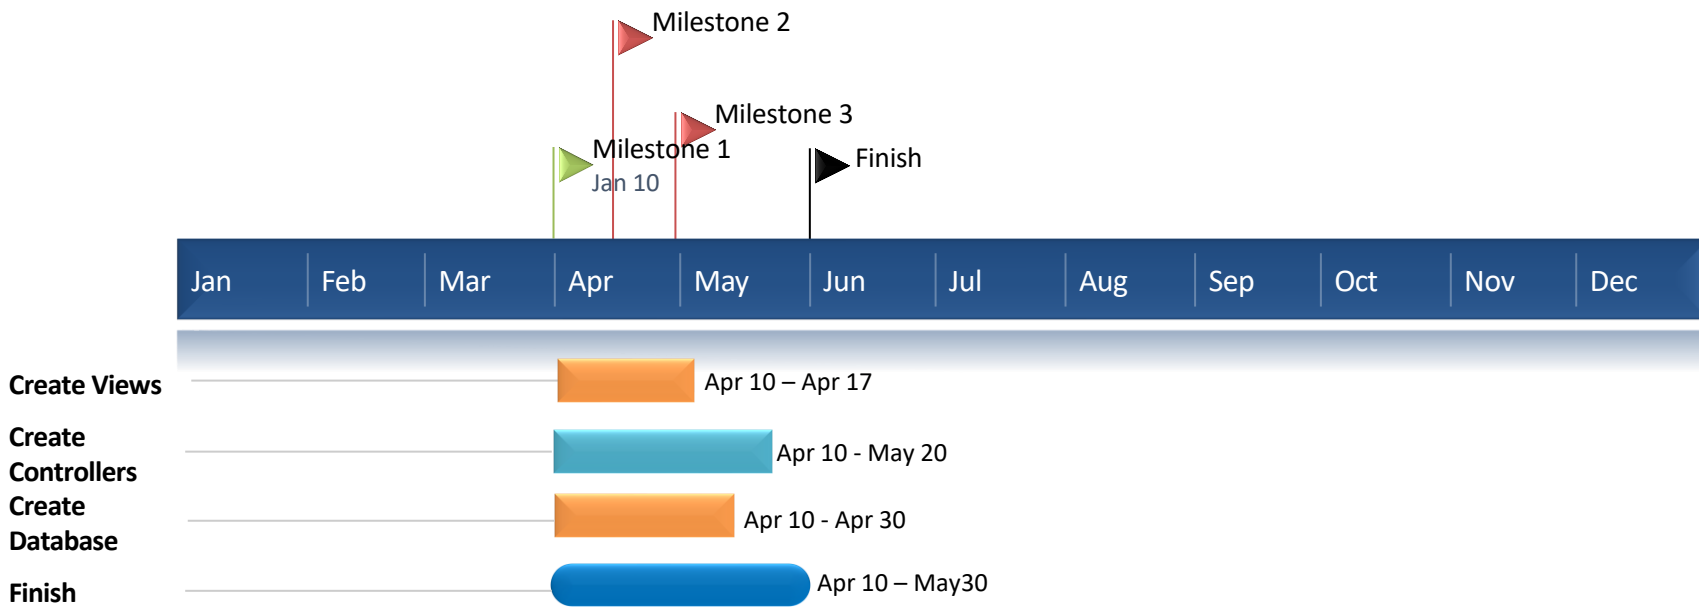 Milestone 2
Milestone 3
Milestone 1
Jan 10
Finish
Jan Feb Mar Apr May Jun Jul Aug Sep Oct Nov Dec
Create Views
Apr 10 – Apr 17
Create
Controllers
Apr 10 - May 20
Create
Database
Apr 10 - Apr 30
Finish
Apr 10 – May30